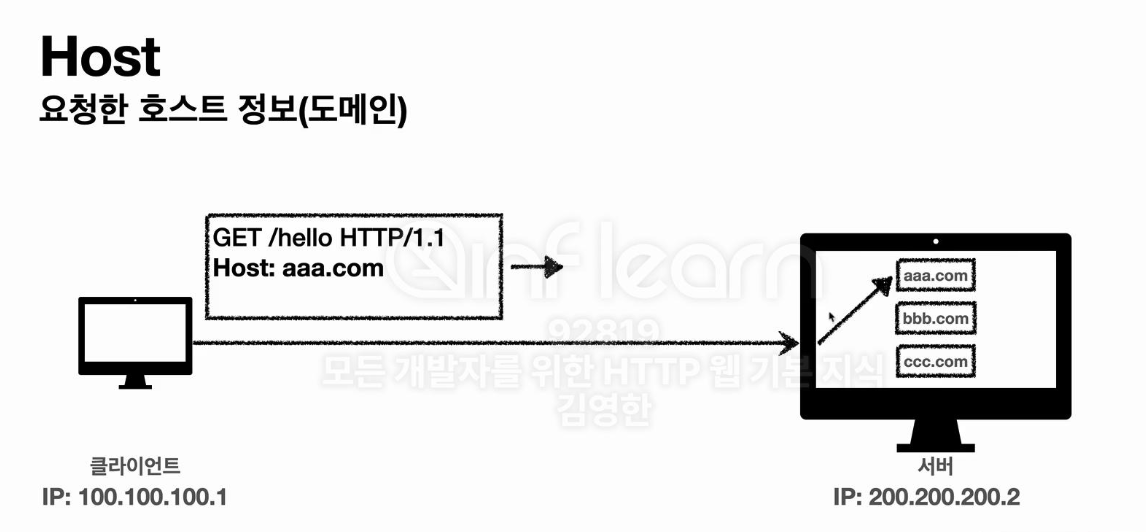 Host
요청한 호스트 정보(도메인)
GET /hello HTTP/1.1
Host: aaa.com
inflearn
aaa.com
bbb.com
ccc.com
92819
모든 개발자를 위한 HTTP 웹 기본 지식
김영한
클라이언트
IP: 100.100.100.1
서버
IP: 200.200.200.2